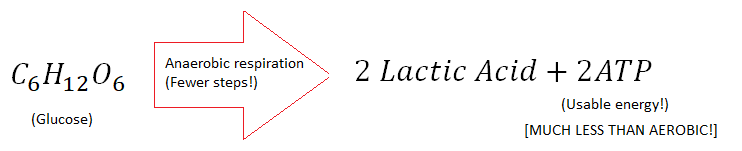 C₆H₁₂O₆
(Glucose)
Anaerobic respiration
(Fewer steps!)
2 Lactic Acid + 2ATP
(Usable energy!)
[MUCH LESS THAN AEROBIC!]